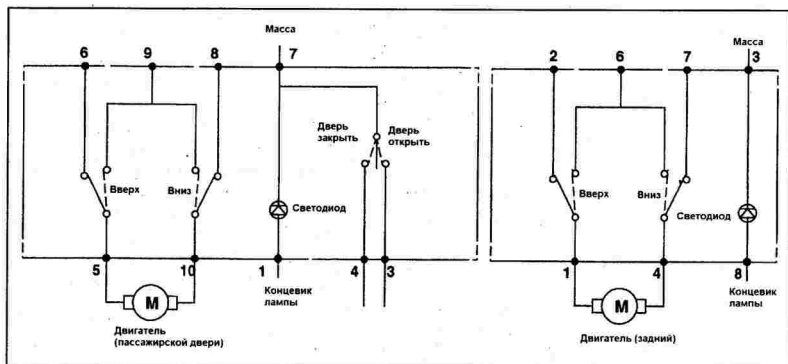 Масса
6 9 8 7
Дверь закрыть
Дверь открыть
Вверх
Вниз
Светодиод
5 10 1 4 3
М
Концевик
лампы
Двигатель
(пассажирской двери)
Масса
2 6 7 3
Вверх
Вниз
Светодиод
1 4 8
М
Концевик
лампы
Двигатель (задний)